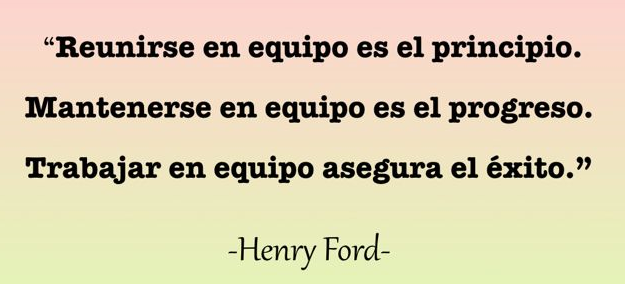 “Reunirse en equipo es el principio.
Mantenerse en equipo es el progreso.
Trabajar en equipo asegura el éxito.”
-Henry Ford-